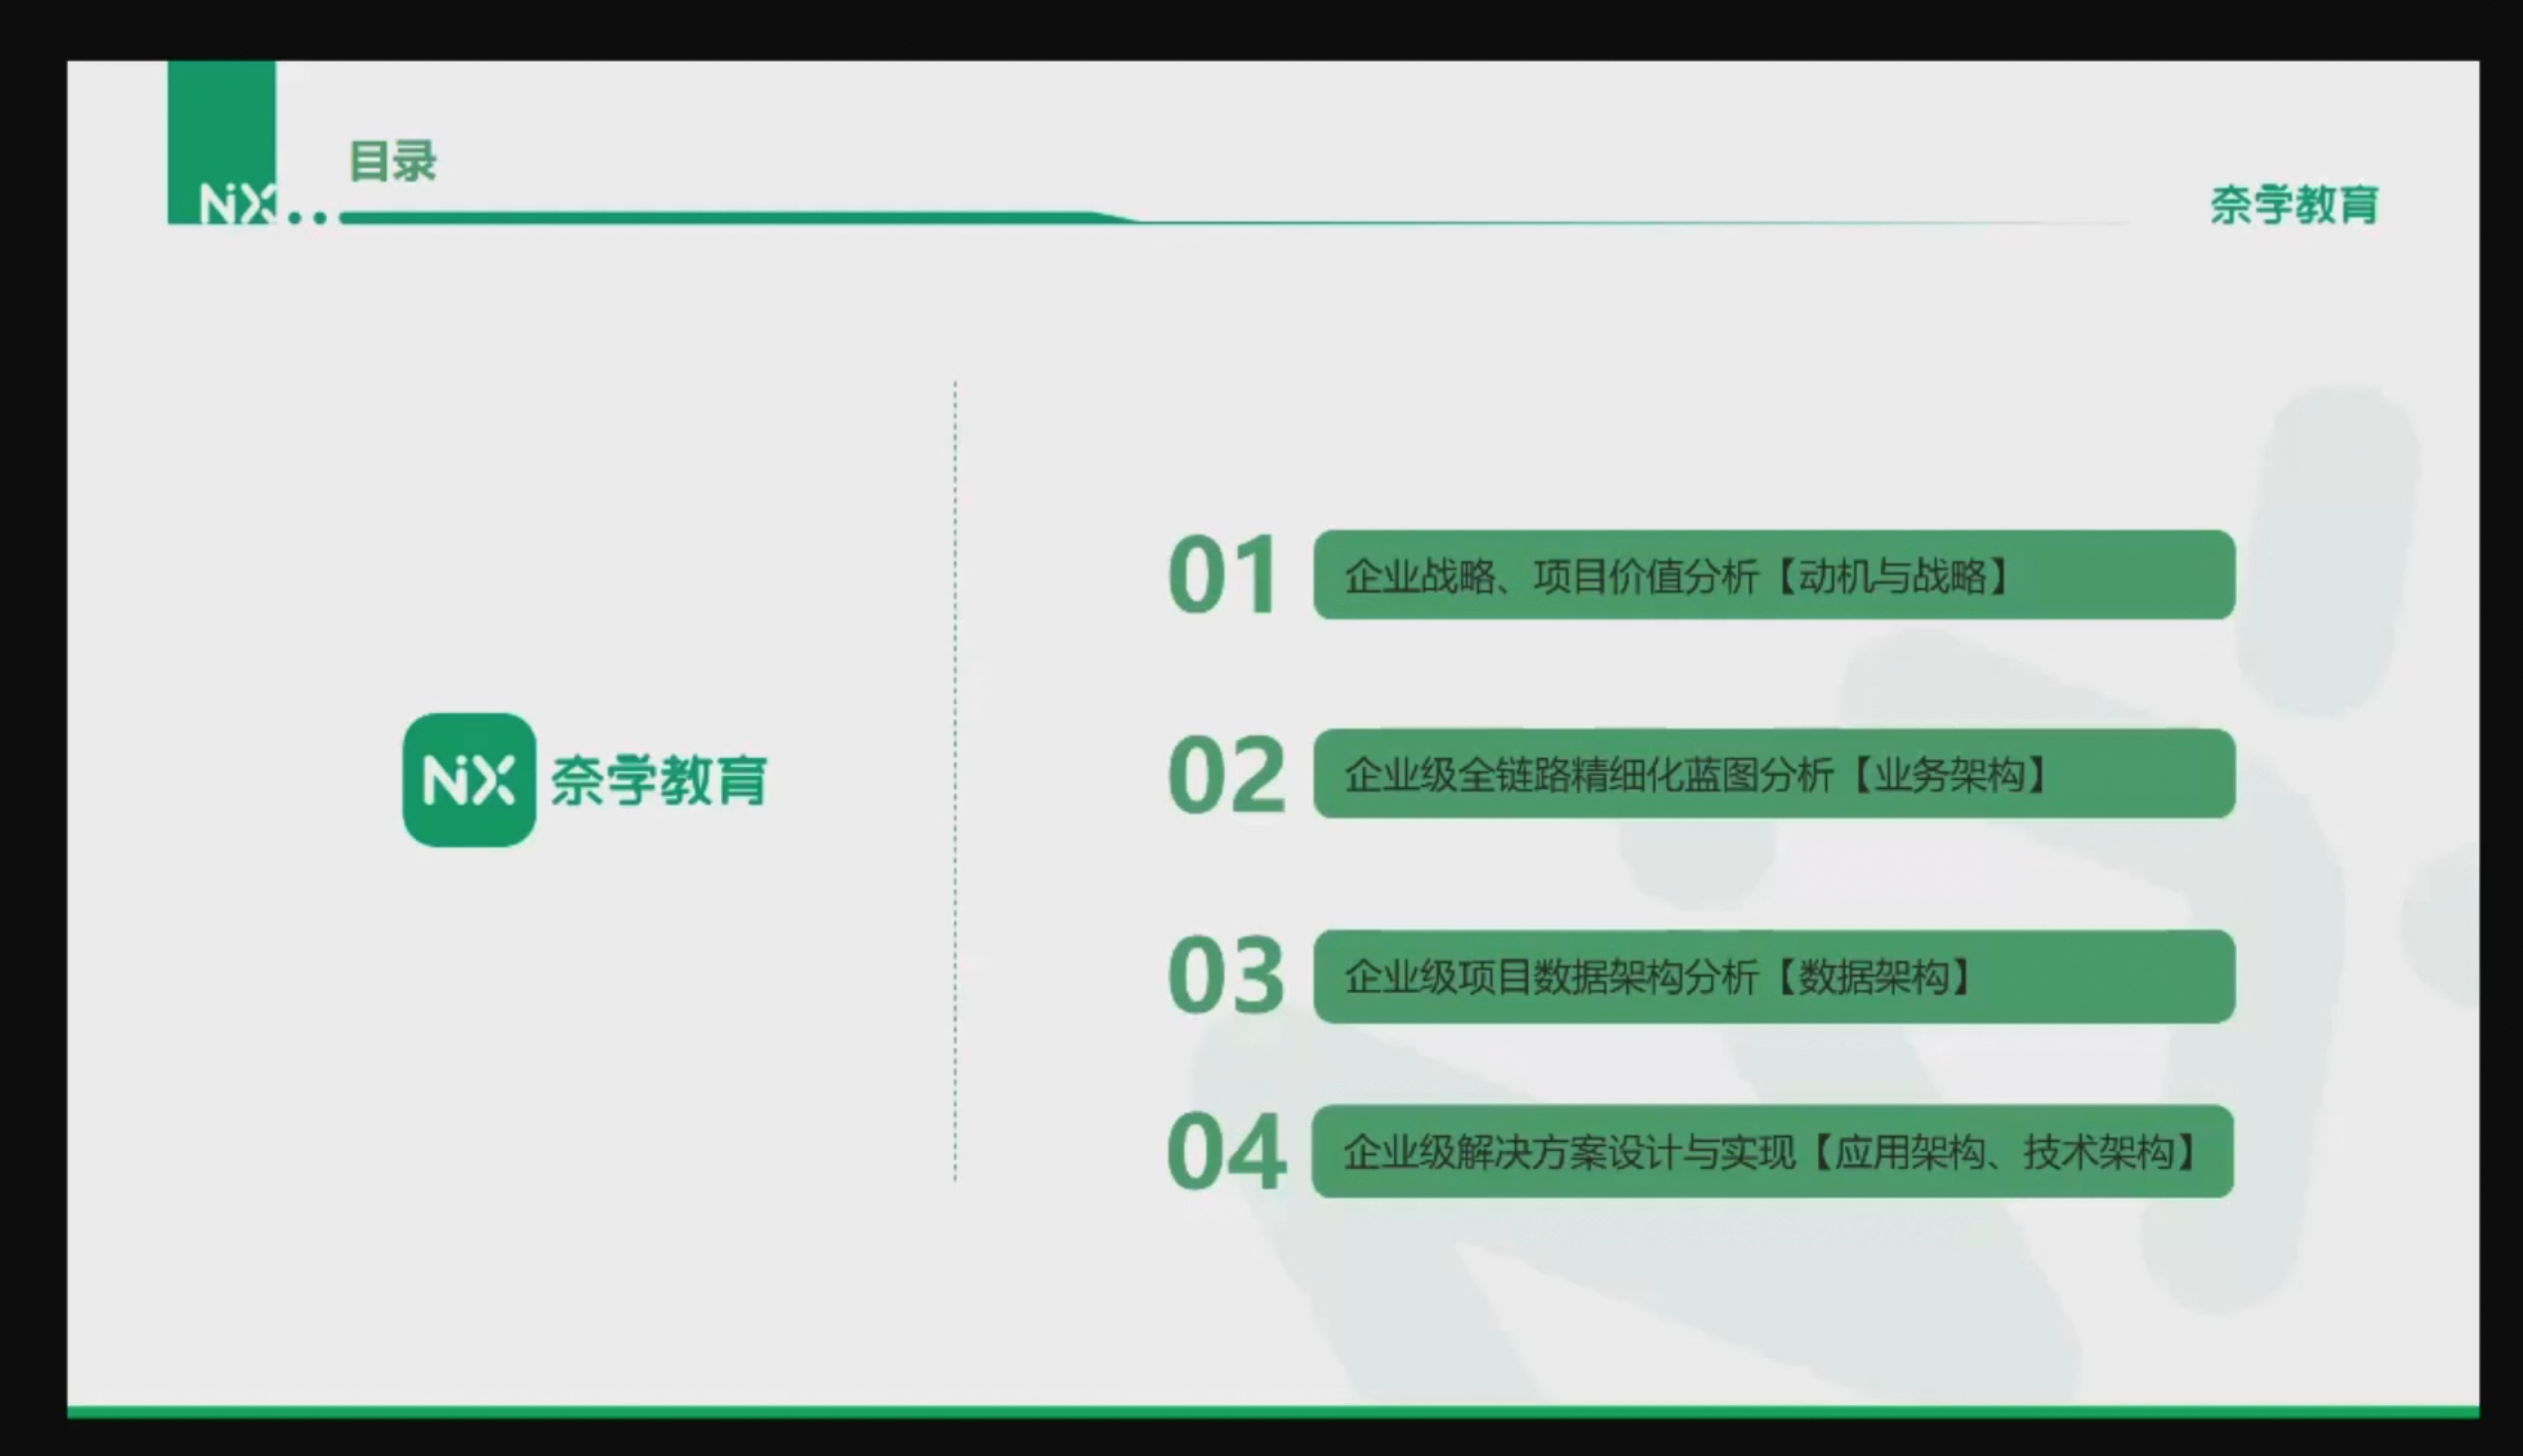 NiX
目录
奈学教育
NiX 奈学教育
01 企业战略、项目价值分析【动机与战略】
02 企业级全链路精细化蓝图分析【业务架构】
03 企业级项目数据架构分析【数据架构】
04 企业级解决方案设计与实现【应用架构、技术架构】